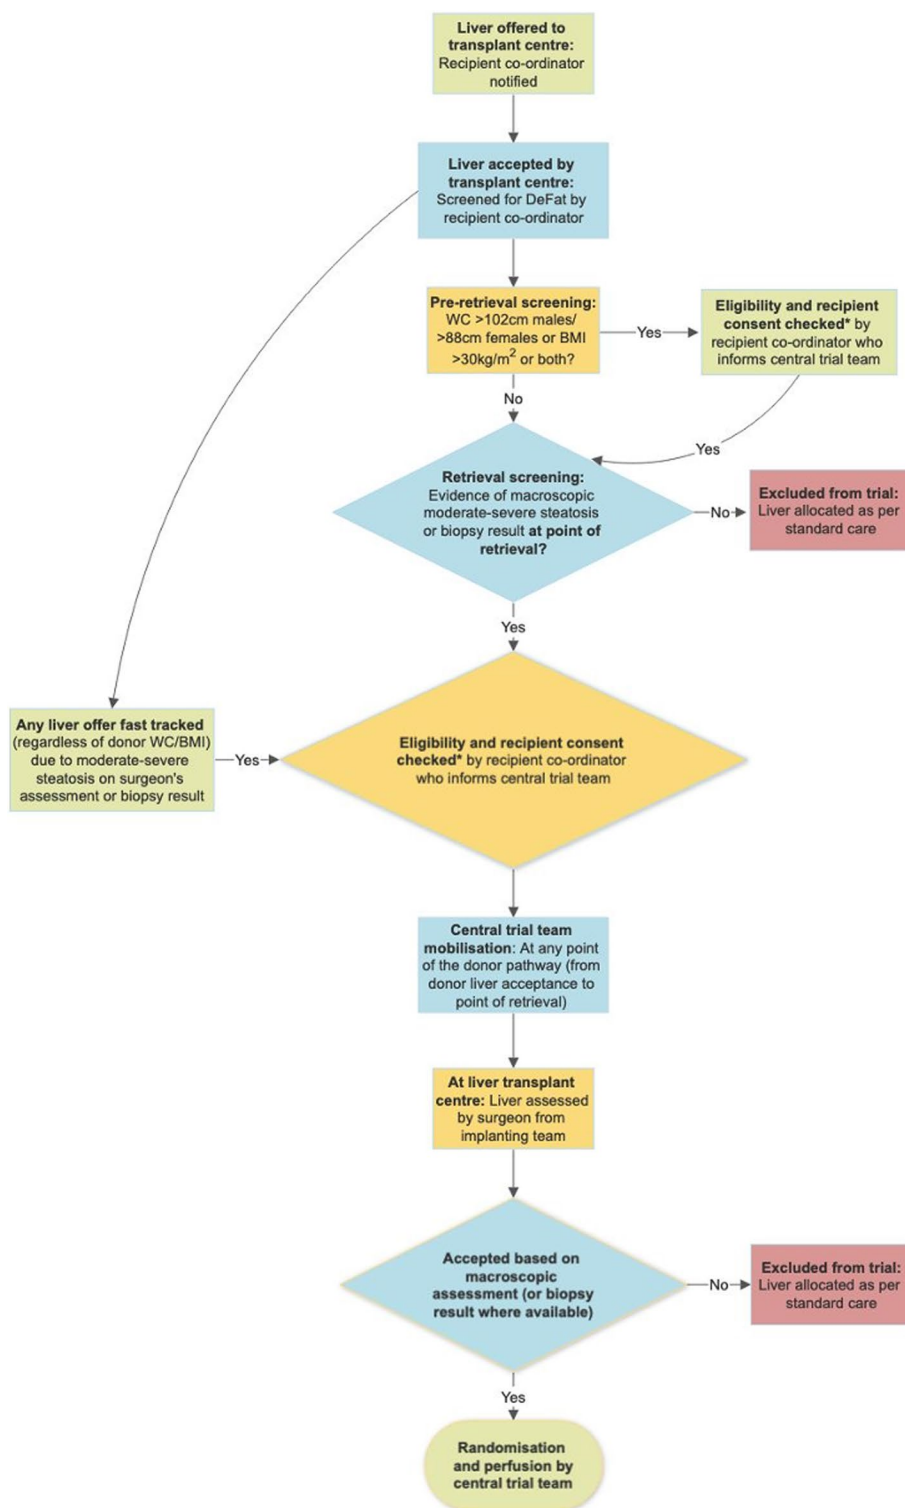 Liver offered to
transplant centre:
Recipient co-ordinator
notified
Liver accepted by
transplant centre:
Screened for DeFat by
recipient co-ordinator
Pre-retrieval screening:
WC >102cm males/
>88cm females or BMI
>30kg/m² or both?
Yes
Eligibility and recipient
consent checked* by
recipient co-ordinator who
informs central trial team
No
Yes
Retrieval screening:
Evidence of macroscopic
moderate-severe steatosis
or biopsy result at point of
retrieval?
No
Excluded from trial:
Liver allocated as per
standard care
Yes
Any liver offer fast tracked
(regardless of donor WC/BMI)
due to moderate-severe
steatosis on surgeon's
assessment or biopsy result
Yes
Eligibility and recipient consent
checked* by recipient co-ordinator
who informs central trial team
Central trial team
mobilisation: At any point
of the donor pathway (from
donor liver acceptance to
point of retrieval)
At liver transplant
centre: Liver assessed
by surgeon from
implanting team
Accepted based on
macroscopic
assessment (or biopsy
result where available)
No
Excluded from trial:
Liver allocated as per
standard care
Yes
Randomisation
and perfusion by
central trial team